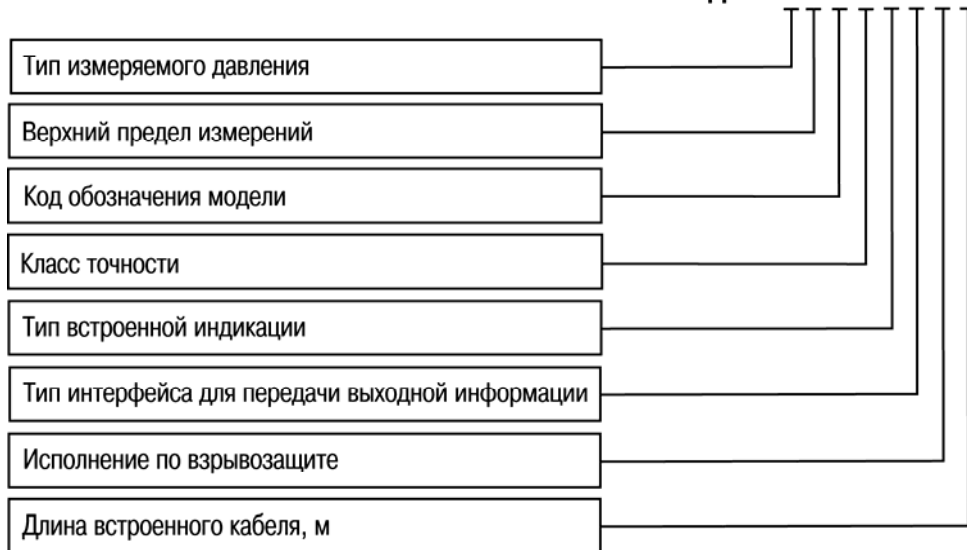 Тип измеряемого давления
Верхний предел измерений
Код обозначения модели
Класс точности
Тип встроенной индикации
Тип интерфейса для передачи выходной информации
Исполнение по взрывозащите
Длина встроенного кабеля, м